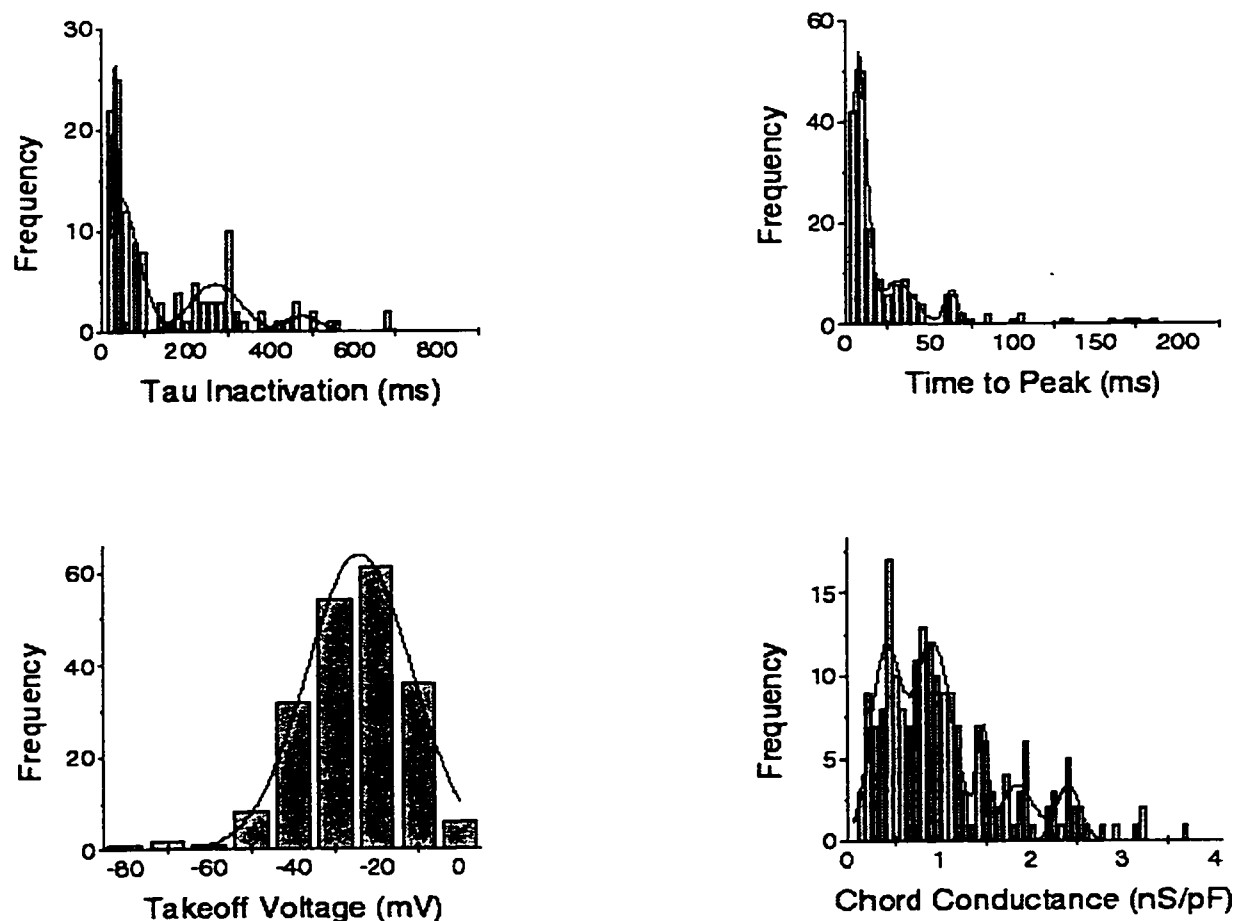 30
20
10
0
Frequency
0 200 400 600 800
Tau Inactivation (ms)
60
40
20
0
Frequency
0 50 100 150 200
Time to Peak (ms)
60
40
20
0
Frequency
-80 -60 -40 -20 0
Takeoff Voltage (mV)
15
10
5
0
Frequency
0 1 2 3 4
Chord Conductance (nS/pF)